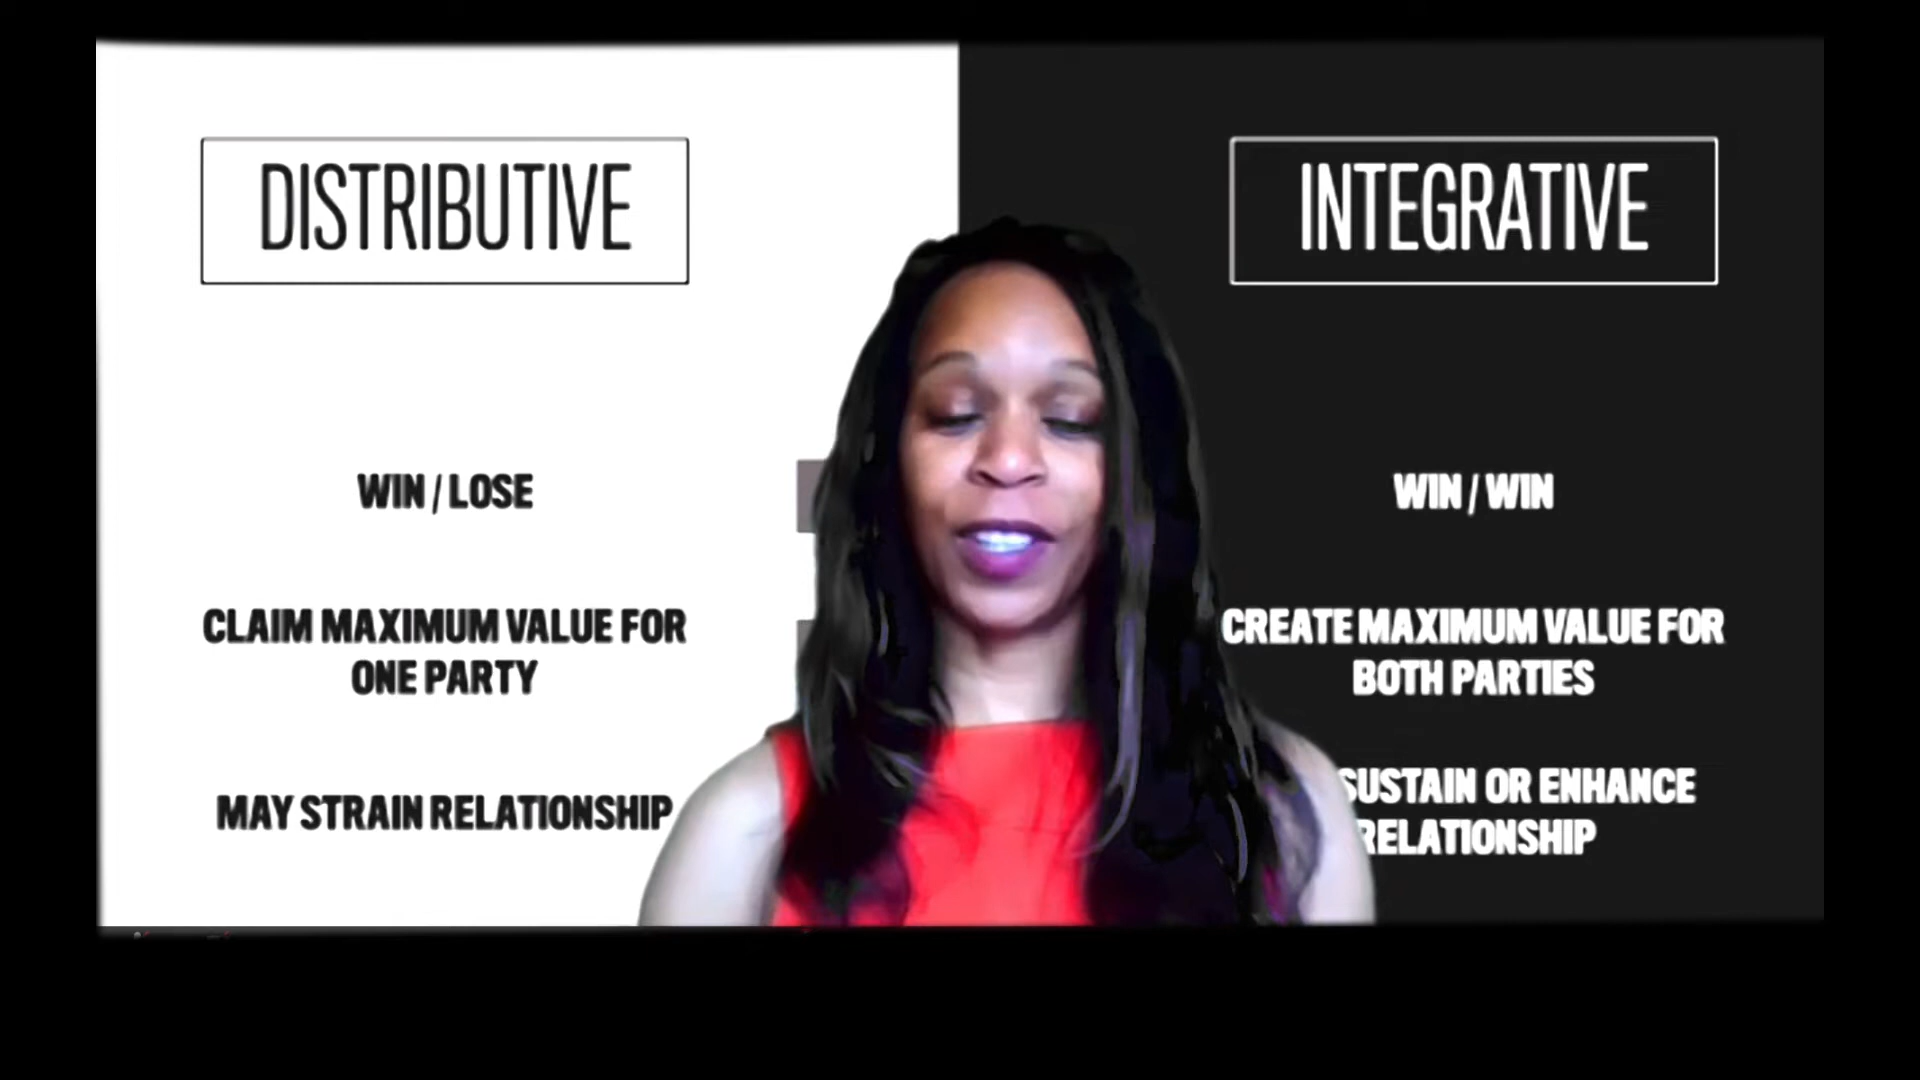 DISTRIBUTIVE
WIN / LOSE
CLAIM MAXIMUM VALUE FOR
ONE PARTY
MAY STRAIN RELATIONSHIP
INTEGRATIVE
WIN / WIN
CREATE MAXIMUM VALUE FOR
BOTH PARTIES
SUSTAIN OR ENHANCE
RELATIONSHIP